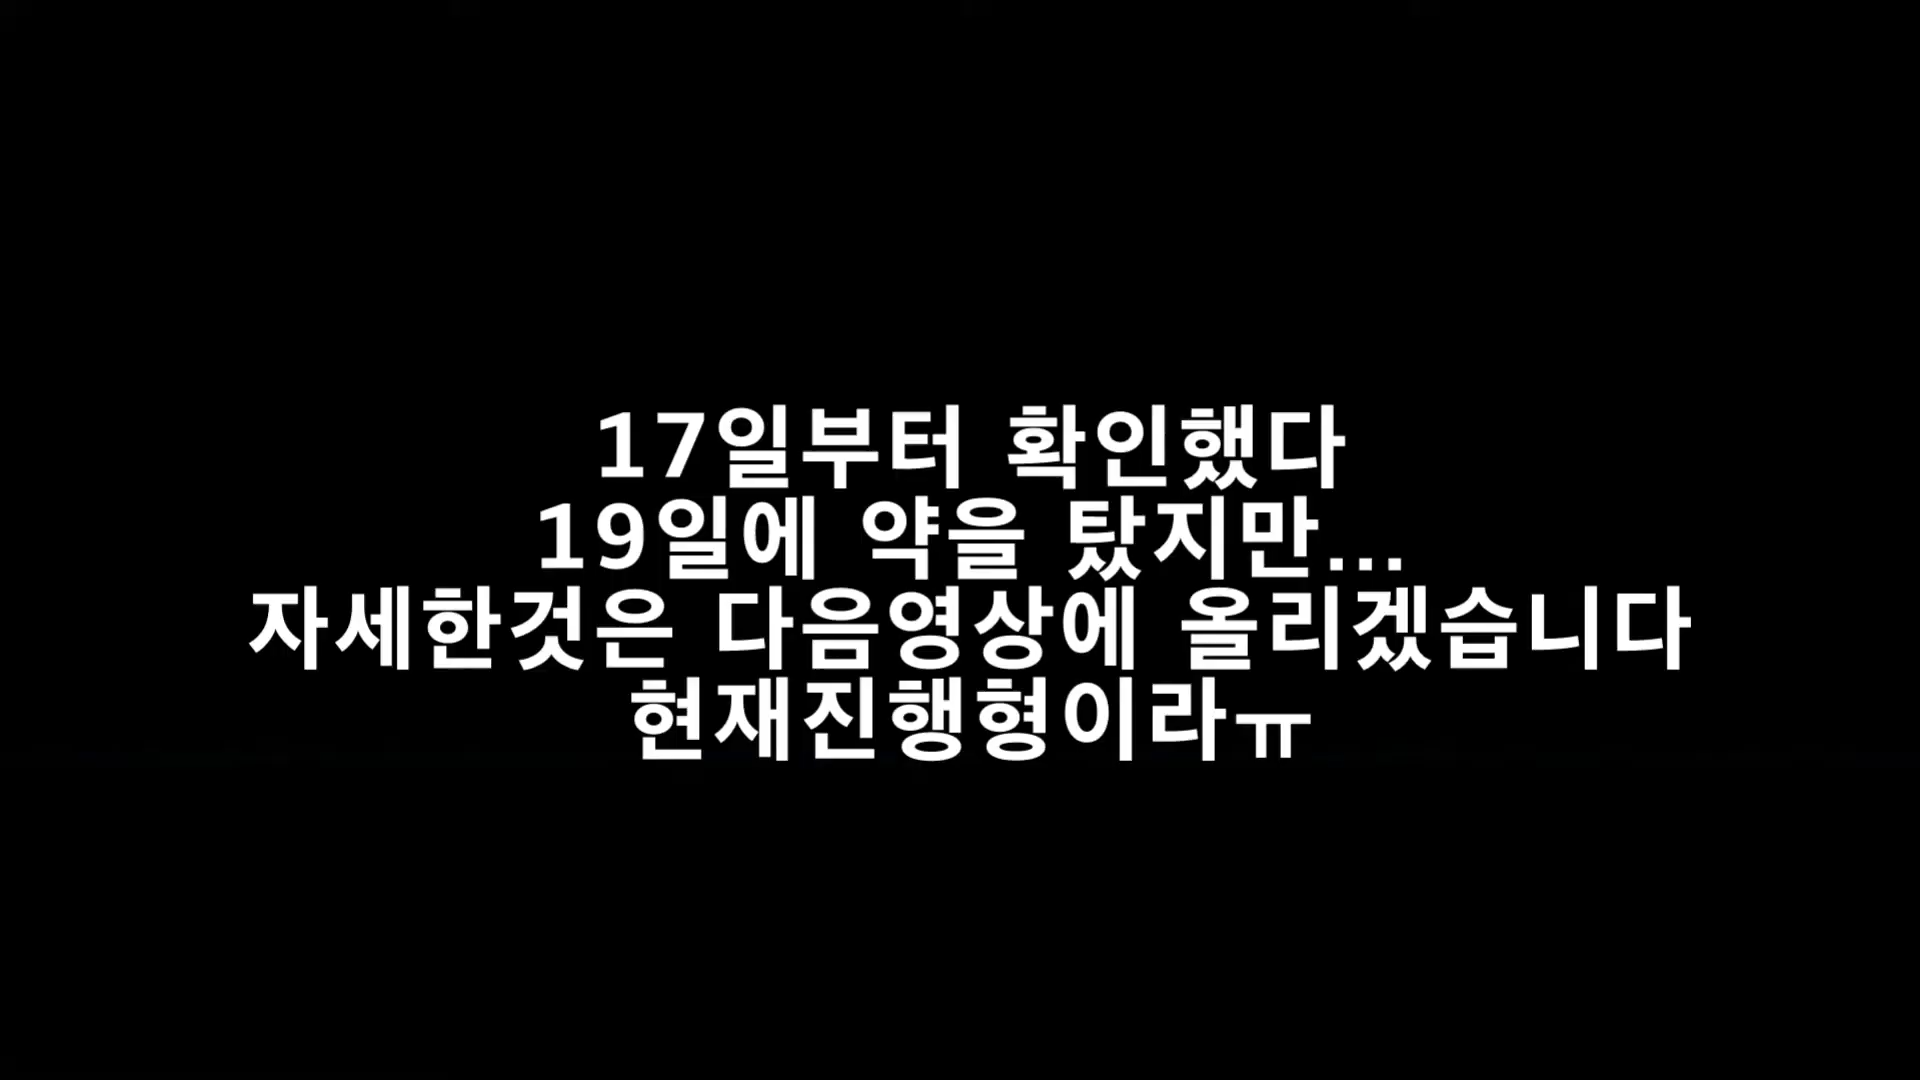 17일부터 확인했다
19일에 약을 탔지만...
자세한것은 다음영상에 올리겠습니다
현재진행형이라ㅠ